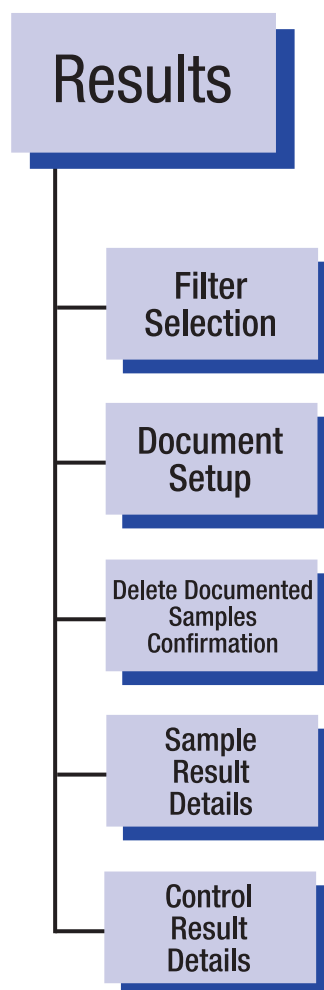 Results
Filter
Selection
Document
Setup
Delete Documented
Samples
Confirmation
Sample
Result
Details
Control
Result
Details